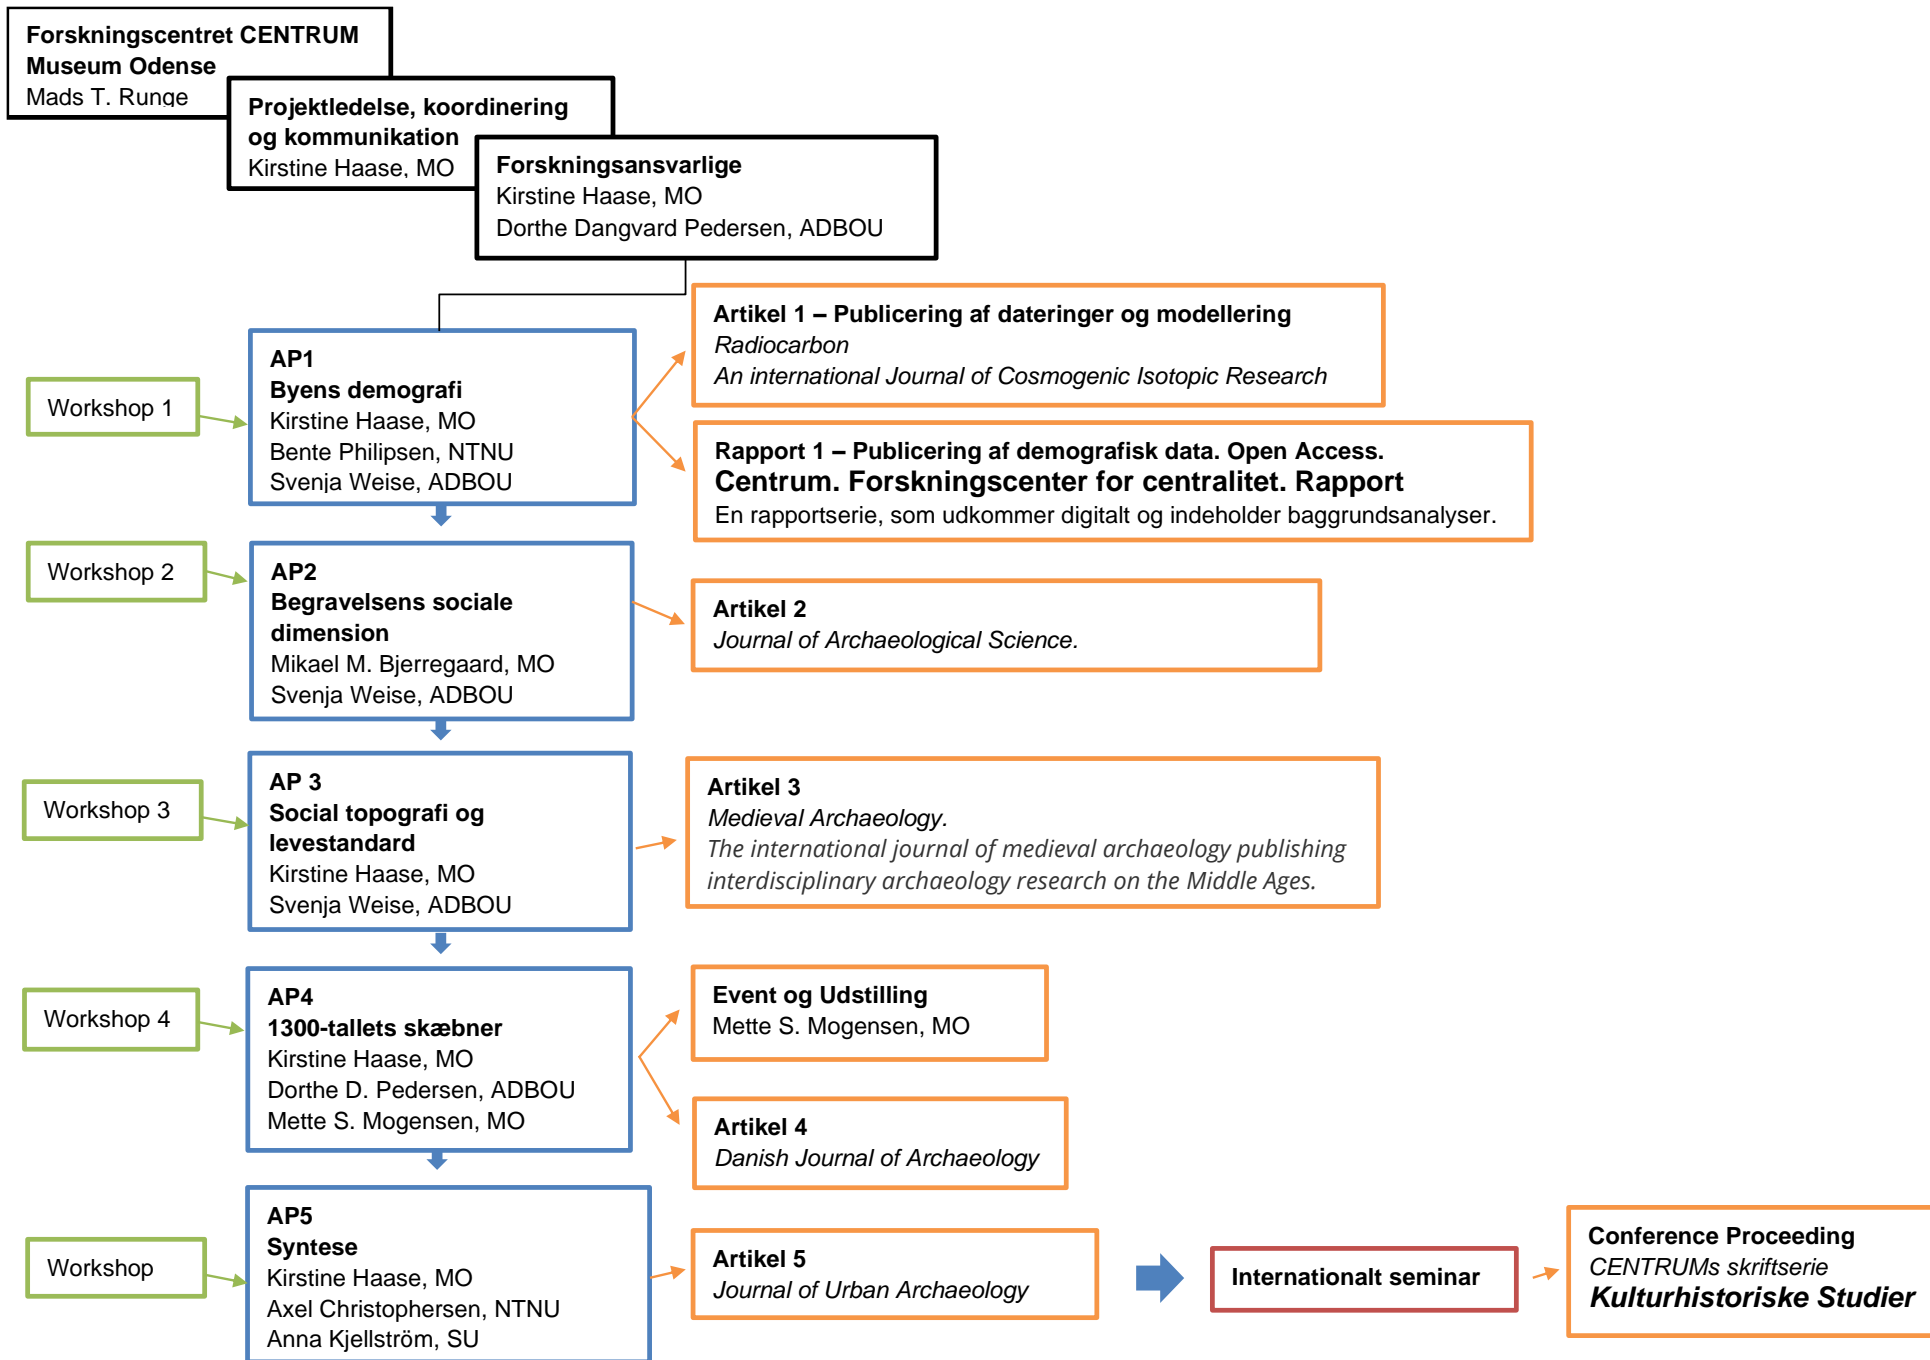 Forskningscentret CENTRUM
Museum Odense
Mads T. Runge
Projektledelse, koordinering
og kommunikation
Kirstine Haase, MO
Forskningsansvarlige
Kirstine Haase, MO
Dorthe Dangvard Pedersen, ADBOU
Workshop 1
AP1
Byens demografi
Kirstine Haase, MO
Bente Philipsen, NTNU
Svenja Weise, ADBOU
Artikel 1 – Publicering af dateringer og modellering
Radiocarbon
An international Journal of Cosmogenic Isotopic Research
Rapport 1 – Publicering af demografisk data. Open Access.
Centrum. Forskningscenter for centralitet. Rapport
En rapportserie, som udkommer digitalt og indeholder baggrundsanalyser.
Workshop 2
AP2
Begravelsens sociale
dimension
Mikael M. Bjerregaard, MO
Svenja Weise, ADBOU
Artikel 2
Journal of Archaeological Science.
Workshop 3
AP 3
Social topografi og
levestandard
Kirstine Haase, MO
Svenja Weise, ADBOU
Artikel 3
Medieval Archaeology.
The international journal of medieval archaeology publishing
interdisciplinary archaeology research on the Middle Ages.
Workshop 4
AP4
1300-tallets skæbner
Kirstine Haase, MO
Dorthe D. Pedersen, ADBOU
Mette S. Mogensen, MO
Event og Udstilling
Mette S. Mogensen, MO
Artikel 4
Danish Journal of Archaeology
Workshop
AP5
Syntese
Kirstine Haase, MO
Axel Christophersen, NTNU
Anna Kjellström, SU
Artikel 5
Journal of Urban Archaeology
Internationalt seminar
Conference Proceeding
CENTRUMs skriftserie
Kulturhistoriske Studier